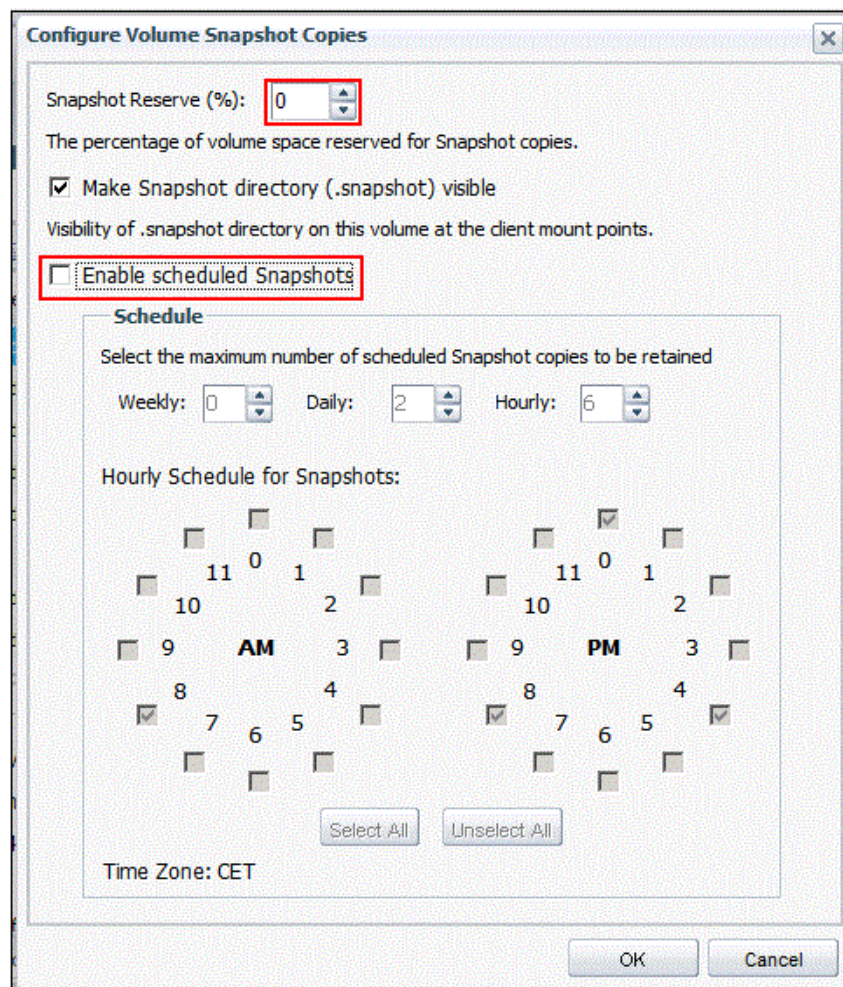 Configure Volume Snapshot Copies
Snapshot Reserve (%): 0
The percentage of volume space reserved for Snapshot copies.
Make Snapshot directory (.snapshot) visible
Visibility of .snapshot directory on this volume at the client mount points.
Enable scheduled Snapshots
Schedule
Select the maximum number of scheduled Snapshot copies to be retained
Weekly: 0 Daily: 2 Hourly: 6
Hourly Schedule for Snapshots:
11 0 1 11 0 1
10 2 10 2
9 AM 3 9 PM 3
8 4 8 4
7 6 5 7 6 5
Select All Unselect All
Time Zone: CET
OK Cancel